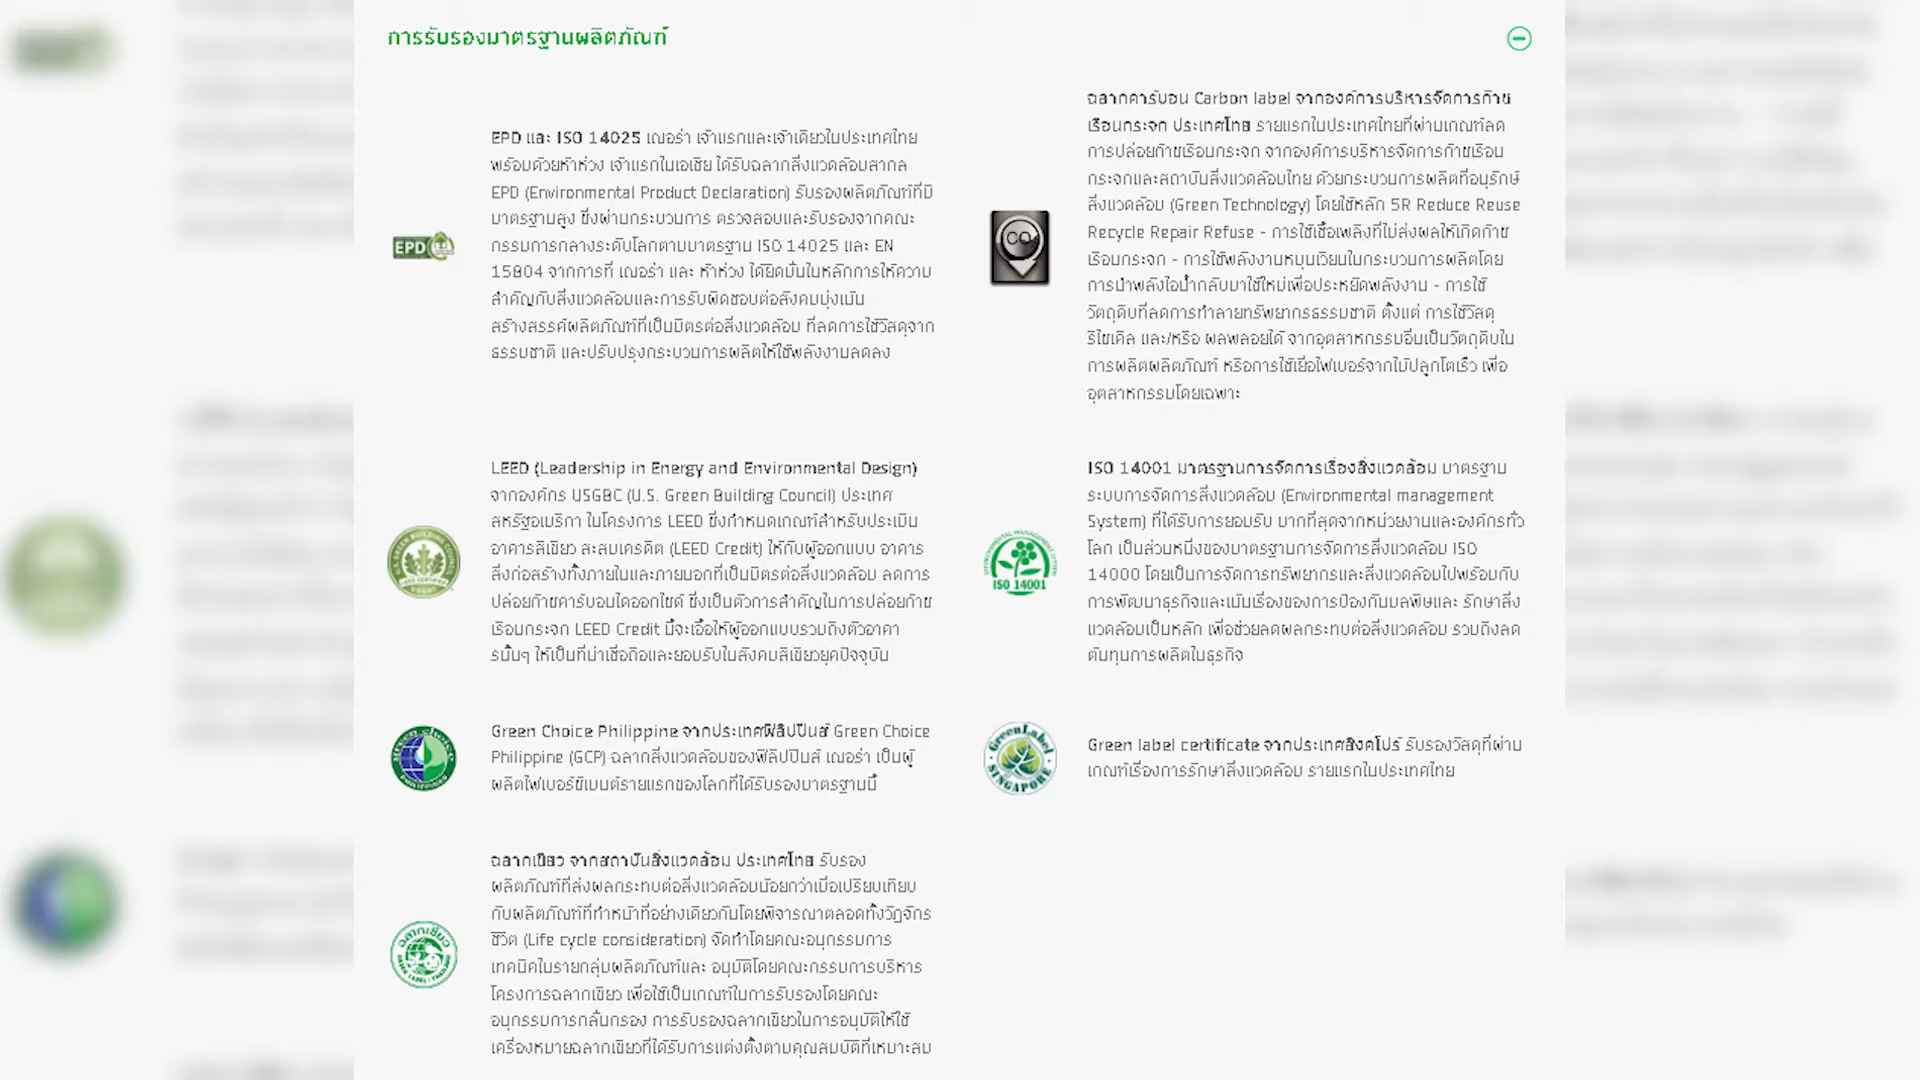 การรับรองมาตรฐานผลิตภัณฑ์
EPD และ ISO 14025 เฌอร่า เจ้าแรกและเจ้าเดียวในประเทศไทย
พร้อมด้วยห้าห่วง เจ้าแรกในเอเชีย ได้รับฉลากสิ่งแวดล้อมสากล
EPD (Environmental Product Declaration) รับรองผลิตภัณฑ์ที่มี
มาตรฐานสูง ซึ่งผ่านกระบวนการ ตรวจสอบและรับรองจากคณะ
กรรมการกลางระดับโลกตามมาตรฐาน ISO 14025 และ EN
15804 จากการที่ เฌอร่า และ ห้าห่วง ได้ยึดมั่นในหลักการให้ความ
สำคัญกับสิ่งแวดล้อมและการรับผิดชอบต่อสังคมมุ่งเน้น
สร้างสรรค์ผลิตภัณฑ์ที่เป็นมิตรต่อสิ่งแวดล้อม ที่ลดการใช้วัสดุจาก
ธรรมชาติ และปรับปรุงกระบวนการผลิตให้ใช้พลังงานลดลง
EPD
ฉลากคาร์บอน Carbon label จากองค์การบริหารจัดการก๊าซ
เรือนกระจก ประเทศไทย รายแรกในประเทศไทยที่ผ่านเกณฑ์ลด
การปล่อยก๊าซเรือนกระจก จากองค์การบริหารจัดการก๊าซเรือน
กระจกและสถาบันสิ่งแวดล้อมไทย ด้วยกระบวนการผลิตที่อนุรักษ์
สิ่งแวดล้อม (Green Technology) โดยใช้หลัก 5R Reduce Reuse
Recycle Repair Refuse - การใช้เชื้อเพลิงที่ไม่ส่งผลให้เกิดก๊าซ
เรือนกระจก - การใช้พลังงานหมุนเวียนในกระบวนการผลิตโดย
การนำพลังไอน้ำกลับมาใช้ใหม่เพื่อประหยัดพลังงาน - การใช้
วัตถุดิบที่ลดการทำลายทรัพยากรธรรมชาติ ตั้งแต่ การใช้วัสดุ
รีไซเคิล และ/หรือ ผลพลอยได้ จากอุตสาหกรรมอื่นเป็นวัตถุดิบใน
การผลิตผลิตภัณฑ์ หรือการใช้เยื่อไฟเบอร์จากไม้ปลูกโตเร็ว เพื่อ
อุตสาหกรรมโดยเฉพาะ
CO
LEED (Leadership in Energy and Environmental Design)
จากองค์กร USGBC (U.S. Green Building Council) ประเทศ
สหรัฐอเมริกา ในโครงการ LEED ซึ่งกำหนดเกณฑ์สำหรับประเมิน
อาคารสีเขียว สะสมเครดิต (LEED Credit) ให้กับผู้ออกแบบ อาคาร
สิ่งก่อสร้างทั้งภายในและภายนอกที่เป็นมิตรต่อสิ่งแวดล้อม ลดการ
ปล่อยก๊าซคาร์บอนไดออกไซด์ ซึ่งเป็นตัวการสำคัญในการปล่อยก๊าซ
เรือนกระจก LEED Credit นี้จะเอื้อให้ผู้ออกแบบรวมถึงตัวอาคา
รนั้นๆ ให้เป็นที่น่าเชื่อถือและยอมรับในสังคมสีเขียวยุคปัจจุบัน
ISO 14001 มาตรฐานการจัดการเรื่องสิ่งแวดล้อม มาตรฐาน
ระบบการจัดการสิ่งแวดล้อม (Environmental management
System) ที่ได้รับการยอมรับ มากที่สุดจากหน่วยงานและองค์กรทั่ว
โลก เป็นส่วนหนึ่งของมาตรฐานการจัดการสิ่งแวดล้อม ISO
14000 โดยเป็นการจัดการทรัพยากรและสิ่งแวดล้อมไปพร้อมกับ
การพัฒนาธุรกิจและเน้นเรื่องของการป้องกันมลพิษและ รักษาสิ่ง
แวดล้อมเป็นหลัก เพื่อช่วยลดผลกระทบต่อสิ่งแวดล้อม รวมถึงลด
ต้นทุนการผลิตในธุรกิจ
ISO 14001
Green Choice Philippine จากประเทศฟิลิปปินส์ Green Choice
Philippine (GCP) ฉลากสิ่งแวดล้อมของฟิลิปปินส์ เฌอร่า เป็นผู้
ผลิตไฟเบอร์ซีเมนต์รายแรกของโลกที่ได้รับรองมาตรฐานนี้
GreenLabel
SINGAPORE
Green label certificate จากประเทศสิงคโปร์ รับรองวัสดุที่ผ่าน
เกณฑ์เรื่องการรักษาสิ่งแวดล้อม รายแรกในประเทศไทย
ฉลากเขียว
ฉลากเขียว จากสถาบันสิ่งแวดล้อม ประเทศไทย รับรอง
ผลิตภัณฑ์ที่ส่งผลกระทบต่อสิ่งแวดล้อมน้อยกว่าเมื่อเปรียบเทียบ
กับผลิตภัณฑ์ที่ทำหน้าที่อย่างเดียวกันโดยพิจารณาตลอดทั้งวัฏจักร
ชีวิต (Life cycle consideration) จัดทำโดยคณะอนุกรรมการ
เทคนิคในรายกลุ่มผลิตภัณฑ์และ อนุมัติโดยคณะกรรมการบริหาร
โครงการฉลากเขียว เพื่อใช้เป็นเกณฑ์ในการรับรองโดยคณะ
อนุกรรมการกลั่นกรอง การรับรองฉลากเขียวในการอนุมัติให้ใช้
เครื่องหมายฉลากเขียวที่ได้รับการแต่งตั้งตามคุณสมบัติที่เหมาะสม